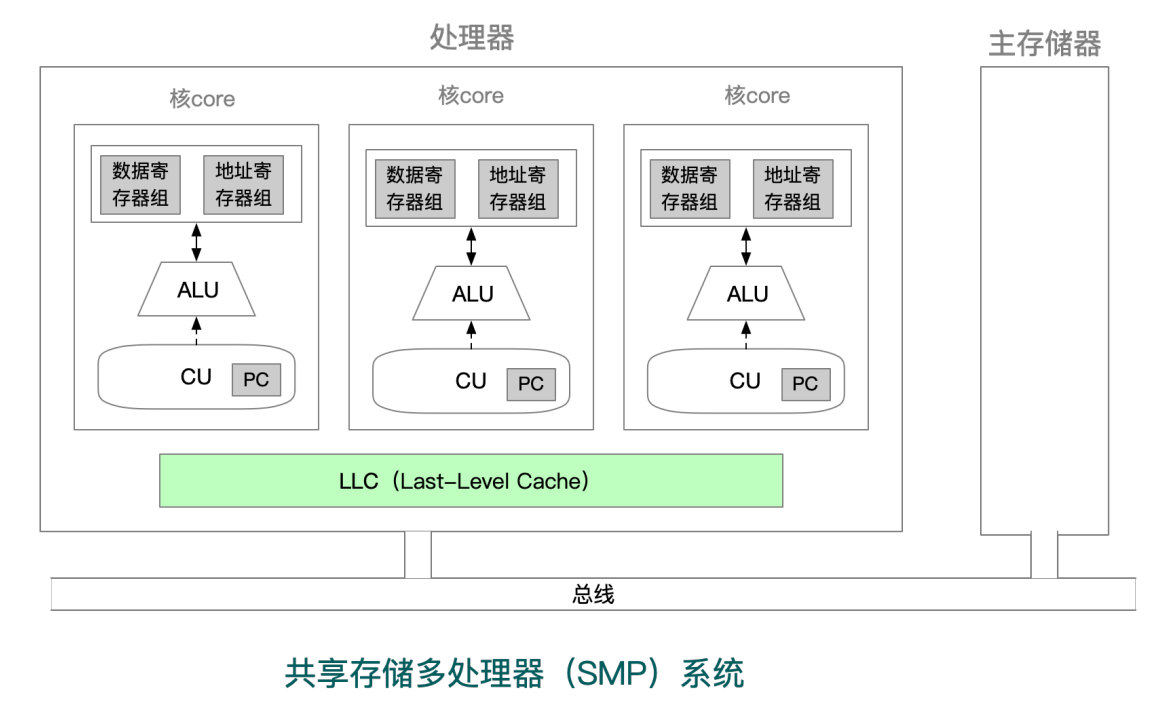 处理器
主存储器
核core
核core
核core
数据寄
存器组
地址寄
存器组
数据寄
存器组
地址寄
存器组
数据寄
存器组
地址寄
存器组
ALU
ALU
ALU
CU
PC
CU
PC
CU
PC
LLC（Last-Level Cache）
总线
共享存储多处理器（SMP）系统